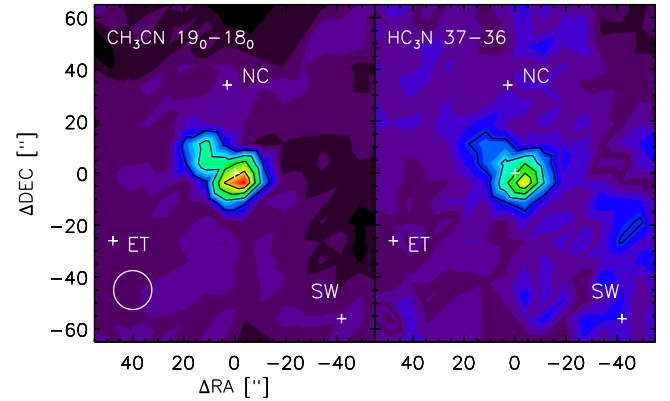 CH₃CN 19₀−18₀
HC₃N 37−36
NC
NC
ET
ET
SW
SW
60
40
20
0
−20
−40
−60
ΔDEC ["]
40 20 0 −20 −40
40 20 0 −20 −40
ΔRA ["]